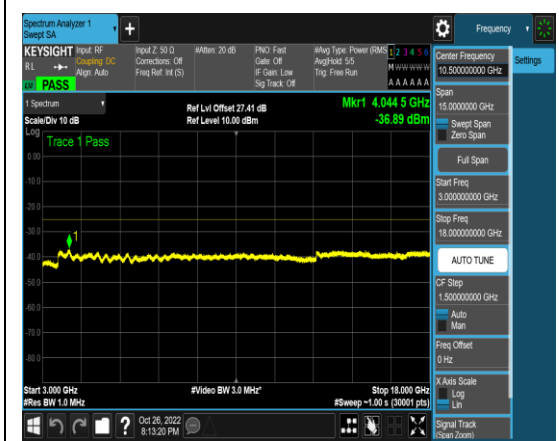 Spectrum Analyzer 1
Swept SA
+
Frequency
KEYSIGHT Input: RF Input Z: 50 Ω #Atten: 20 dB PNO: Fast #Avg Type: Power (RMS 1 2 3 4 5 6
RL Coupling: DC Corrections: Off Gate: Off Avg|Hold: 5/5 M W W W W W
Align: Auto Freq Ref: Int (S) IF Gain: Low Trig: Free Run
PASS Sig Track: Off A A A A A A
1 Spectrum Ref Lvl Offset 27.41 dB Mkr1 4.044 5 GHz
Scale/Div 10 dB Ref Level 10.00 dBm -36.89 dBm
Log
Trace 1 Pass
0.00
-10.0
-20.0
1
-30.0
-40.0
-50.0
-60.0
-70.0
-80.0
Start 3.000 GHz #Video BW 3.0 MHz* Stop 18.000 GHz
#Res BW 1.0 MHz #Sweep ~1.00 s (30001 pts)
? Oct 26, 2022
8:13:20 PM
Center Frequency
10.500000000 GHz
Settings
Span
15.0000000 GHz
Swept Span
Zero Span
Full Span
Start Freq
3.000000000 GHz
Stop Freq
18.000000000 GHz
AUTO TUNE
CF Step
1.500000000 GHz
Auto
Man
Freq Offset
0 Hz
X Axis Scale
Log
Lin
Signal Track
(Span Zoom)